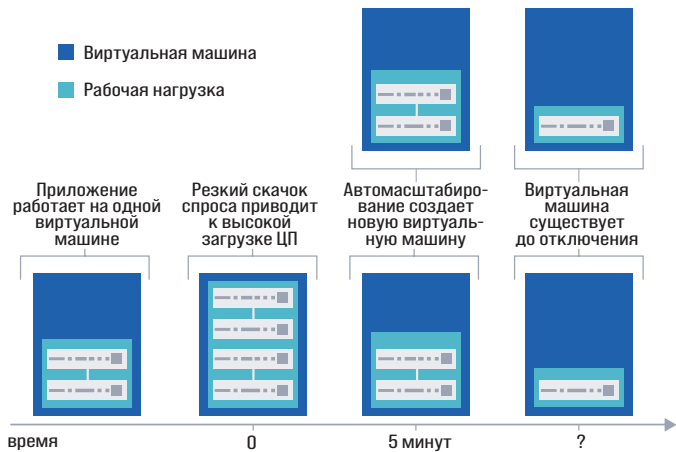 Виртуальная машина
Рабочая нагрузка
Приложение
работает на одной
виртуальной
машине
Резкий скачок
спроса приводит
к высокой
загрузке ЦП
Автомасштабиро-
вание создает
новую виртуаль-
ную машину
Виртуальная
машина
существует
до отключения
время
0
5 минут
?